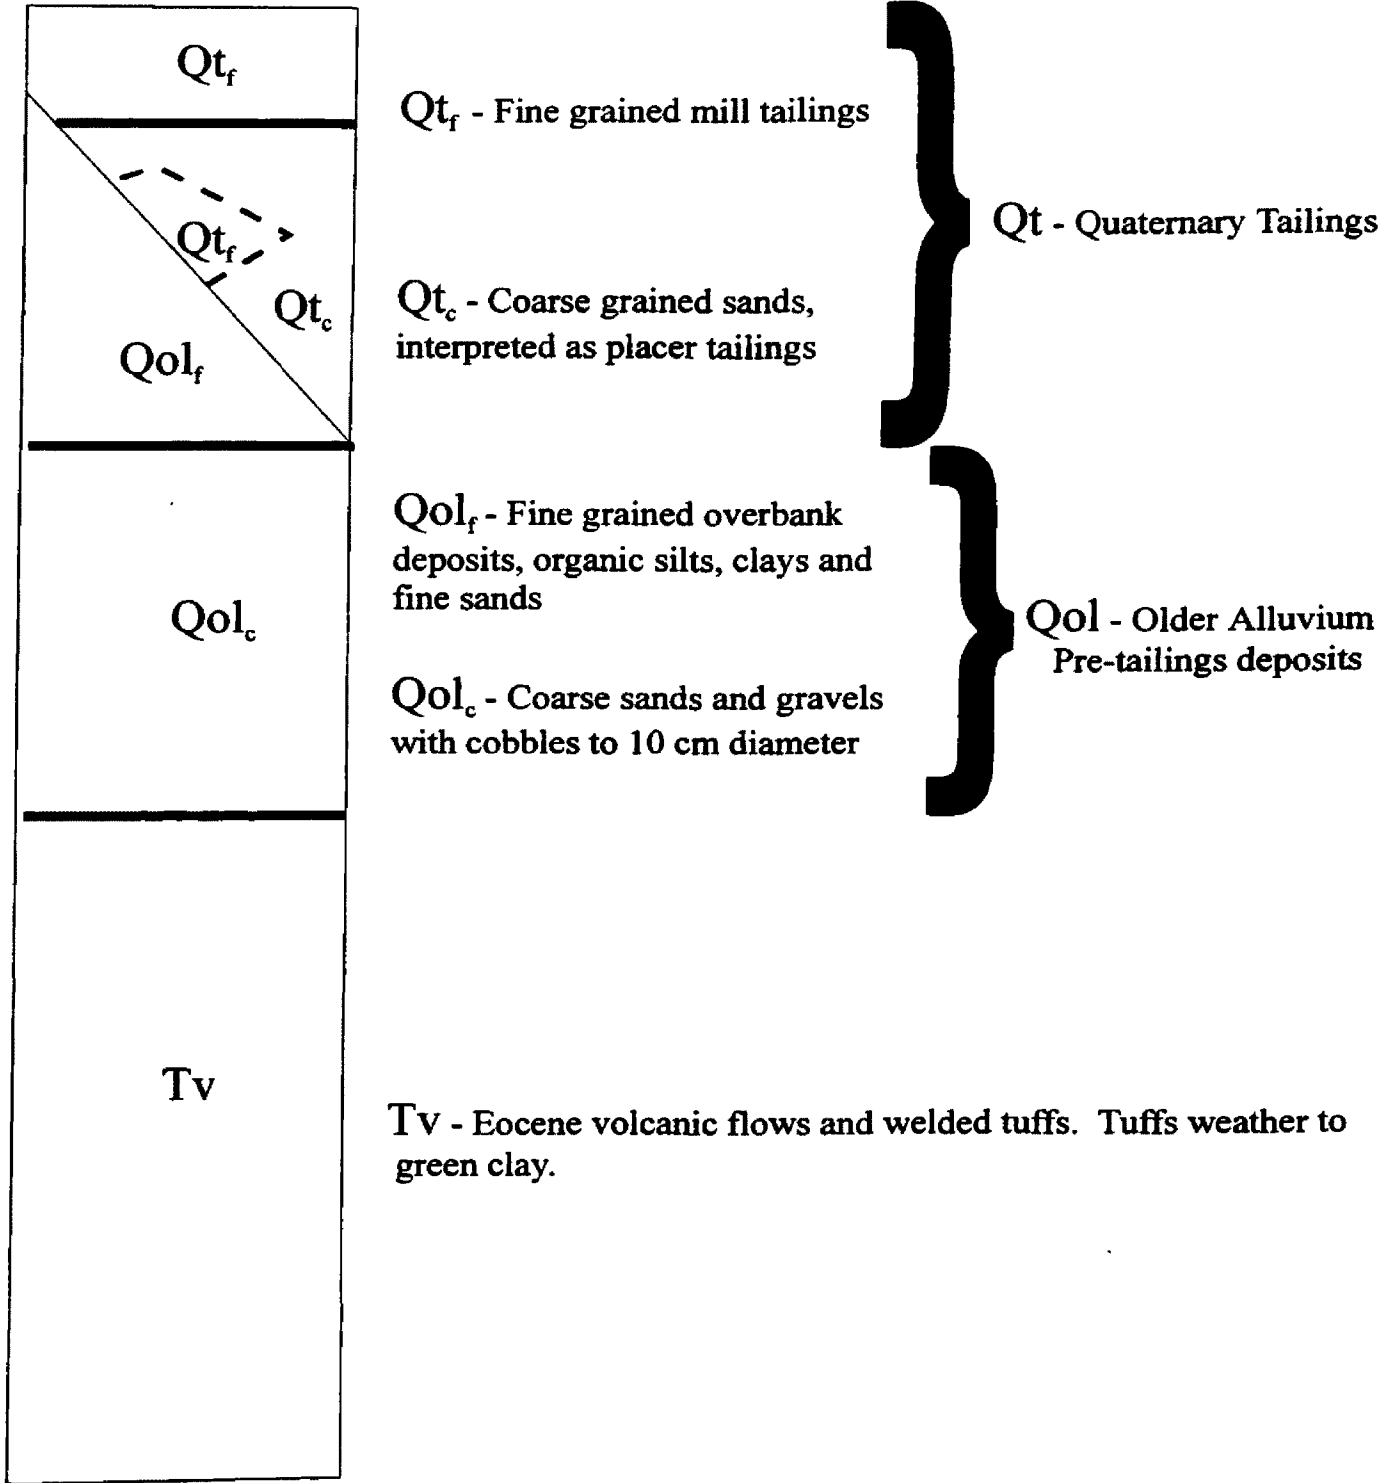 Qtf
Qtf
Qtc
Qolf
Qolc
Tv
Qtf - Fine grained mill tailings
Qtc - Coarse grained sands,
interpreted as placer tailings
Qt - Quaternary Tailings
Qolf - Fine grained overbank
deposits, organic silts, clays and
fine sands
Qolc - Coarse sands and gravels
with cobbles to 10 cm diameter
Qol - Older Alluvium
Pre-tailings deposits
Tv - Eocene volcanic flows and welded tuffs. Tuffs weather to
green clay.